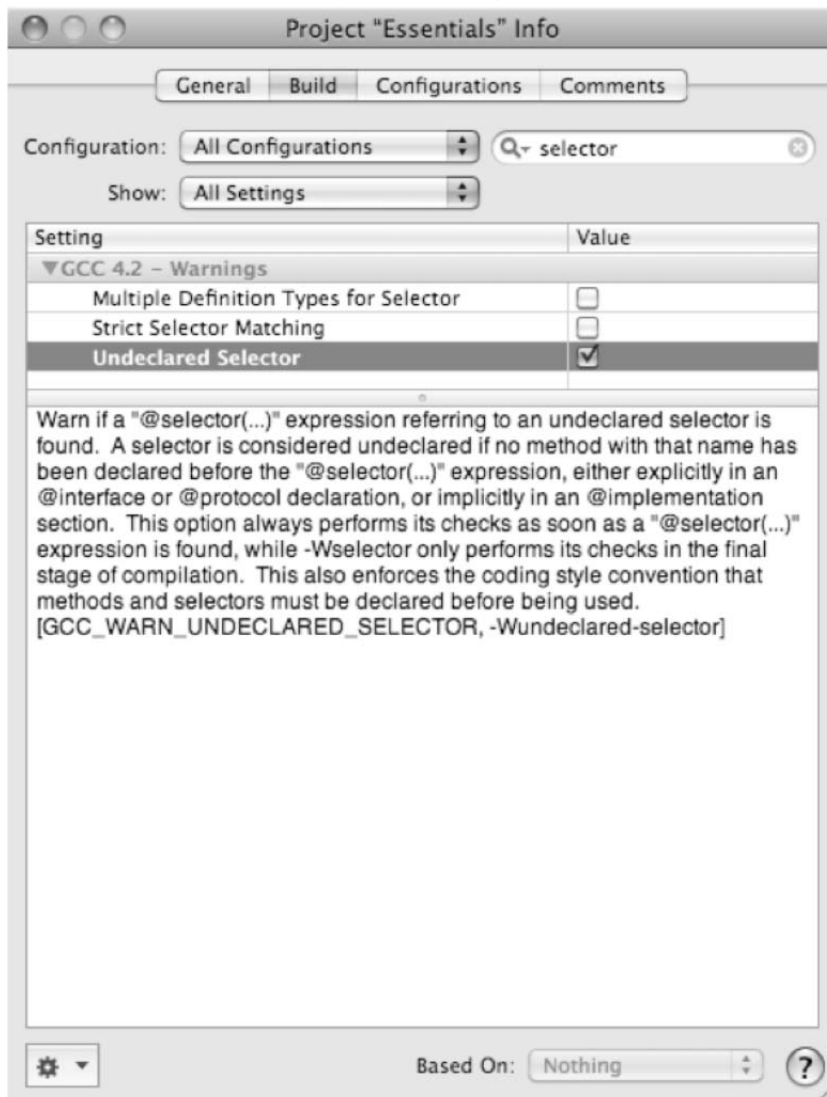 Project “Essentials” Info
General Build Configurations Comments
Configuration: All Configurations selector
Show: All Settings
Setting Value
GCC 4.2 – Warnings
Multiple Definition Types for Selector
Strict Selector Matching
Undeclared Selector
Warn if a "@selector(...)" expression referring to an undeclared selector is
found. A selector is considered undeclared if no method with that name has
been declared before the "@selector(...)" expression, either explicitly in an
@interface or @protocol declaration, or implicitly in an @implementation
section. This option always performs its checks as soon as a "@selector(...)"
expression is found, while -Wselector only performs its checks in the final
stage of compilation. This also enforces the coding style convention that
methods and selectors must be declared before being used.
[GCC_WARN_UNDECLARED_SELECTOR, -Wundeclared-selector]
Based On: Nothing ?